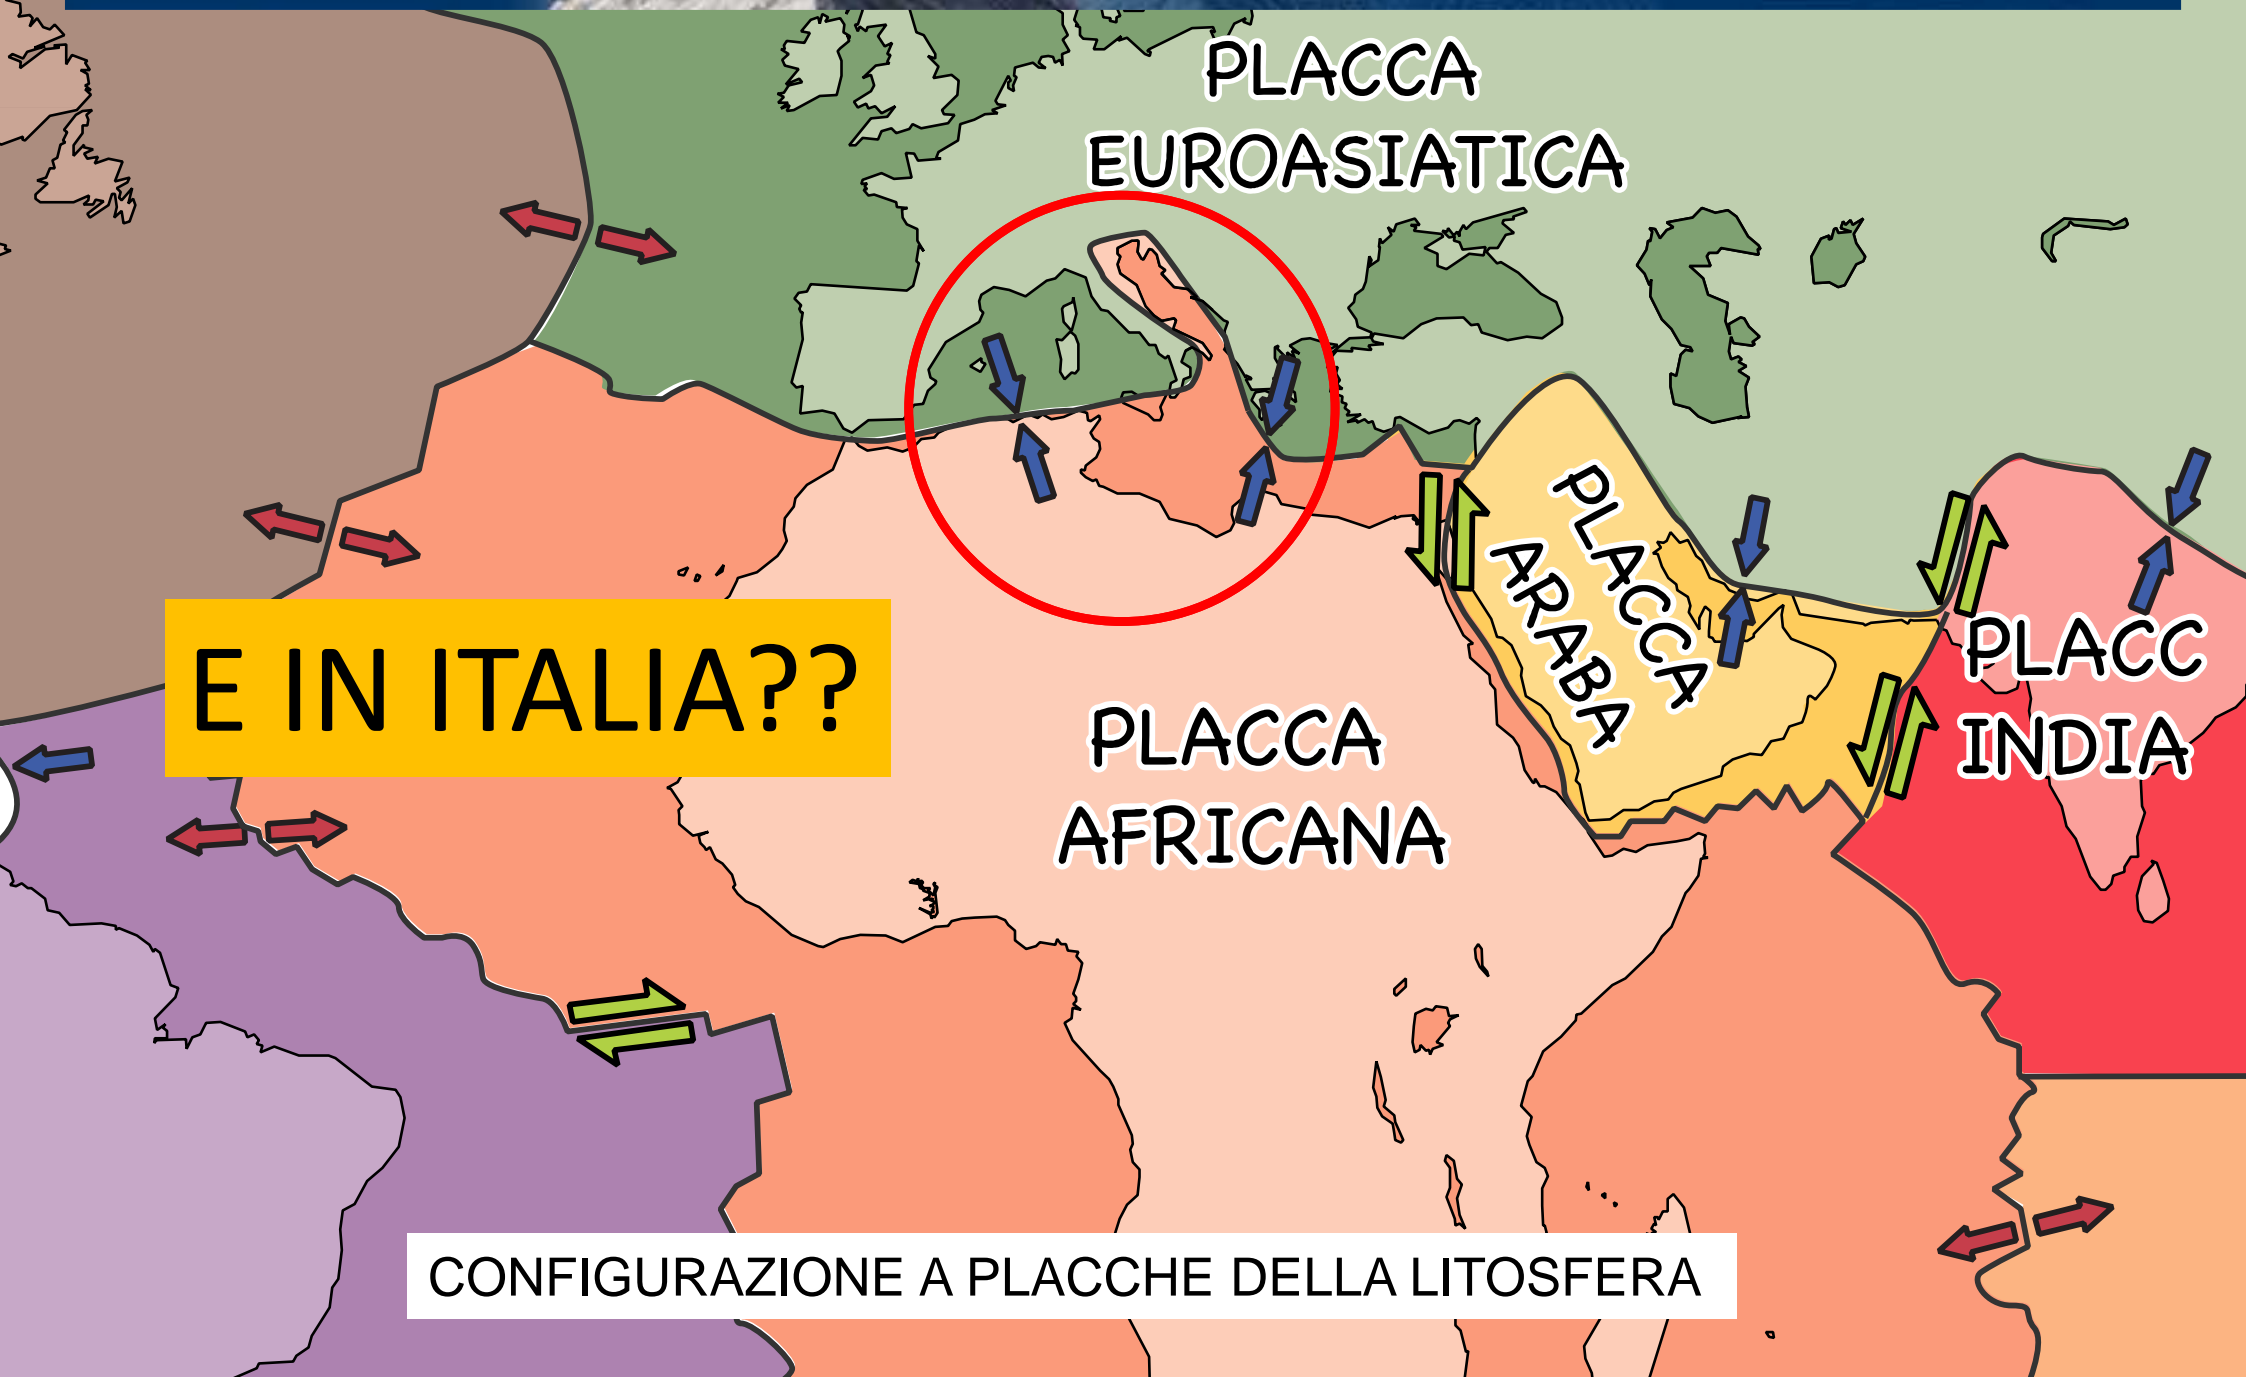 PLACCA
EUROASIATICA
PLACCA
ARABA
E IN ITALIA??
PLACC
INDIA
PLACCA
AFRICANA
CONFIGURAZIONE A PLACCHE DELLA LITOSFERA